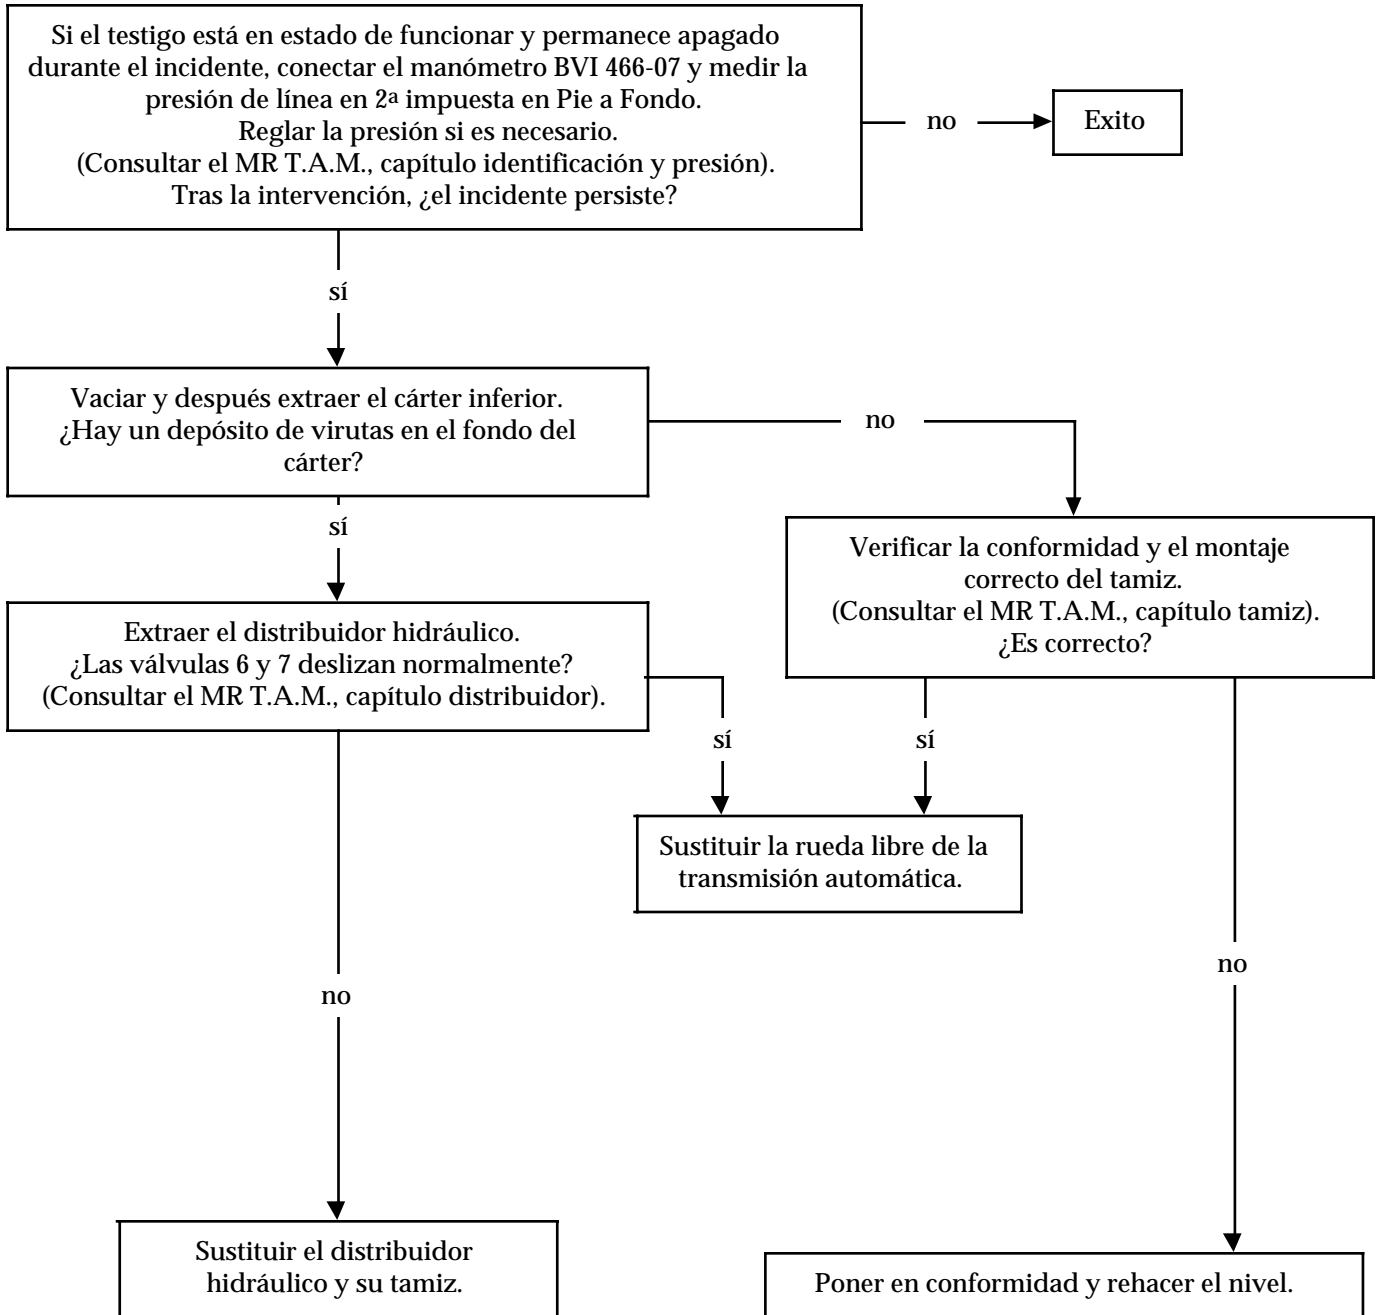 Si el testigo está en estado de funcionar y permanece apagado
durante el incidente, conectar el manómetro BVI 466-07 y medir la
presión de línea en 2ª impuesta en Pie a Fondo.
Reglar la presión si es necesario.
(Consultar el MR T.A.M., capítulo identificación y presión).
Tras la intervención, ¿el incidente persiste?
no
Exito
sí
Vaciar y después extraer el cárter inferior.
¿Hay un depósito de virutas en el fondo del
cárter?
no
sí
Verificar la conformidad y el montaje
correcto del tamiz.
(Consultar el MR T.A.M., capítulo tamiz).
¿Es correcto?
Extraer el distribuidor hidráulico.
¿Las válvulas 6 y 7 deslizan normalmente?
(Consultar el MR T.A.M., capítulo distribuidor).
sí
sí
Sustituir la rueda libre de la
transmisión automática.
no
no
Sustituir el distribuidor
hidráulico y su tamiz.
Poner en conformidad y rehacer el nivel.